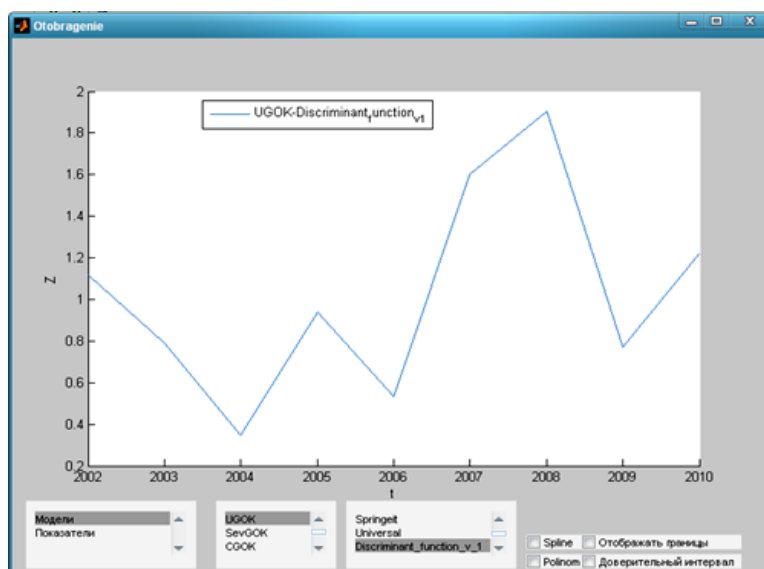 Otobragenie
2
UGOK-Discriminant_function_v1
1.8
1.6
1.4
1.2
Z
1
0.8
0.6
0.4
0.2
2002 2003 2004 2005 2006 2007 2008 2009 2010
t
Модели
Показатели
UGOK
SevGOK
CGOK
Springeit
Universal
Discriminant_function_v_1
Spline
Отображать границы
Polinom
Доверительный интервал